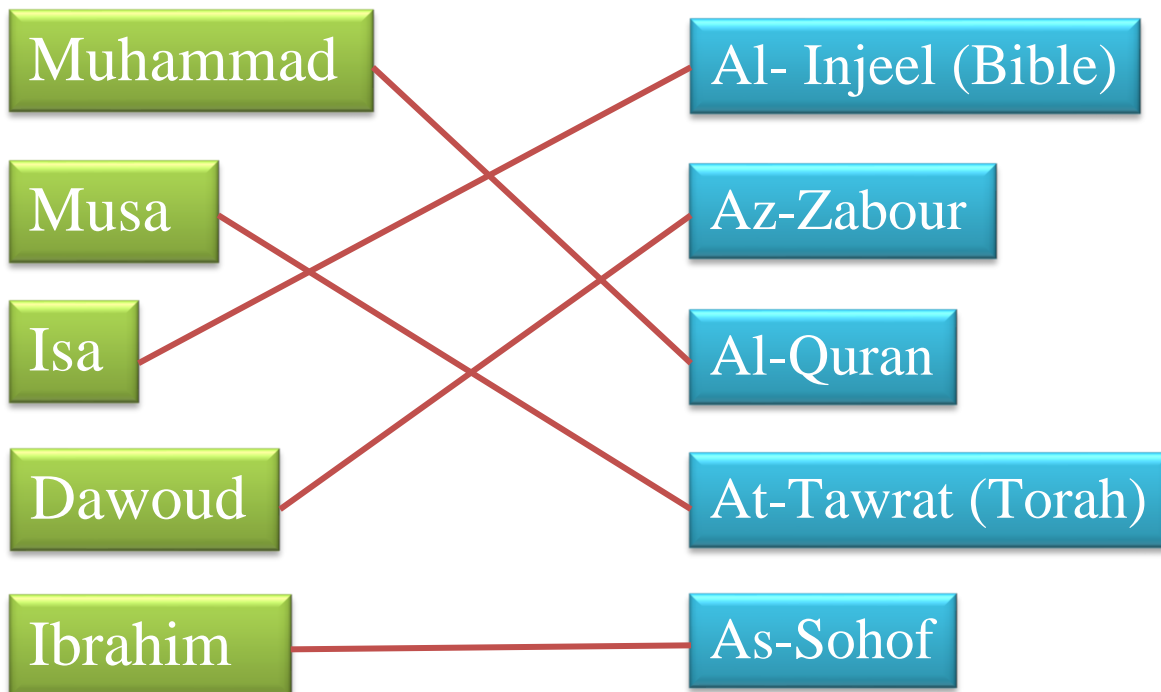 Muhammad
Al- Injeel (Bible)
Musa
Az-Zabour
Isa
Al-Quran
Dawoud
At-Tawrat (Torah)
Ibrahim
As-Sohof